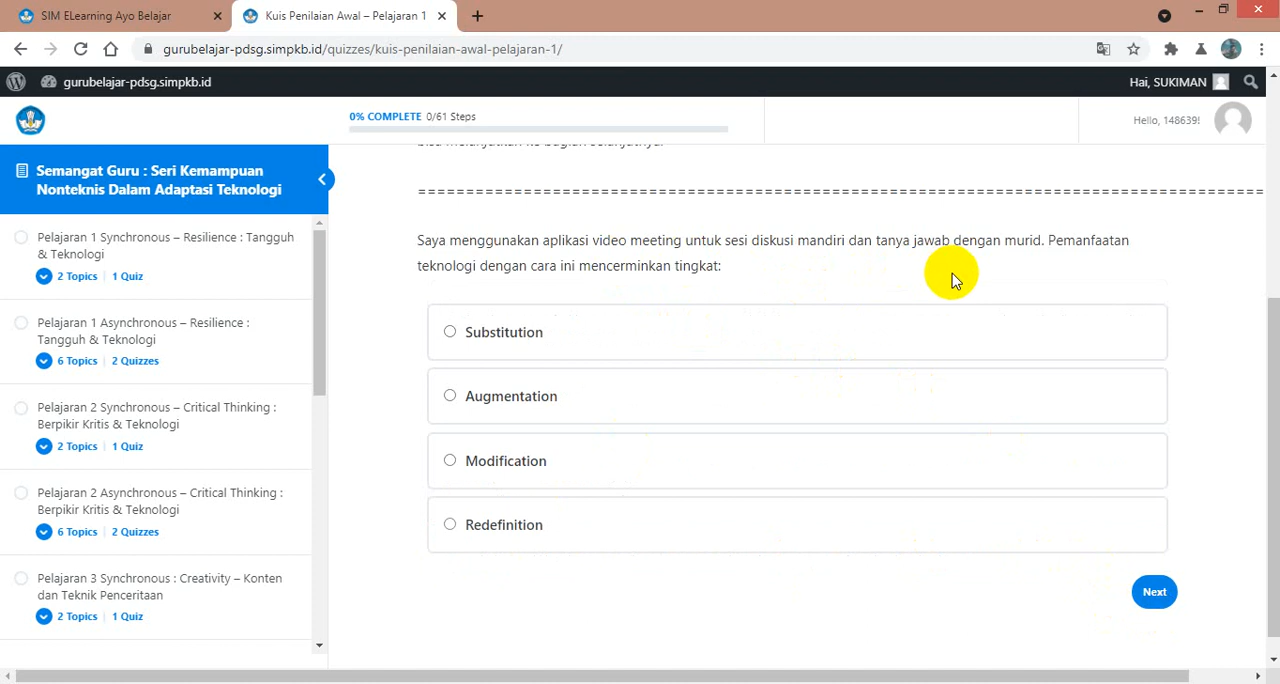 SIM ELearning Ayo Belajar
Kuis Penilaian Awal – Pelajaran 1
gurubelajar-pdsg.simpkb.id/quizzes/kuis-penilaian-awal-pelajaran-1/
gurubelajar-pdsg.simpkb.id
Hai, SUKIMAN
0% COMPLETE 0/61 Steps
Hello, 148639!
Semangat Guru : Seri Kemampuan
Nonteknis Dalam Adaptasi Teknologi
Pelajaran 1 Synchronous – Resilience : Tangguh
& Teknologi
2 Topics | 1 Quiz
Pelajaran 1 Asynchronous – Resilience :
Tangguh & Teknologi
6 Topics | 2 Quizzes
Pelajaran 2 Synchronous – Critical Thinking :
Berpikir Kritis & Teknologi
2 Topics | 1 Quiz
Pelajaran 2 Asynchronous – Critical Thinking :
Berpikir Kritis & Teknologi
6 Topics | 2 Quizzes
Pelajaran 3 Synchronous : Creativity – Konten
dan Teknik Penceritaan
2 Topics | 1 Quiz
bisa melanjutkan ke bagian selanjutnya.
================================================================================
Saya menggunakan aplikasi video meeting untuk sesi diskusi mandiri dan tanya jawab dengan murid. Pemanfaatan
teknologi dengan cara ini mencerminkan tingkat:
Substitution
Augmentation
Modification
Redefinition
Next